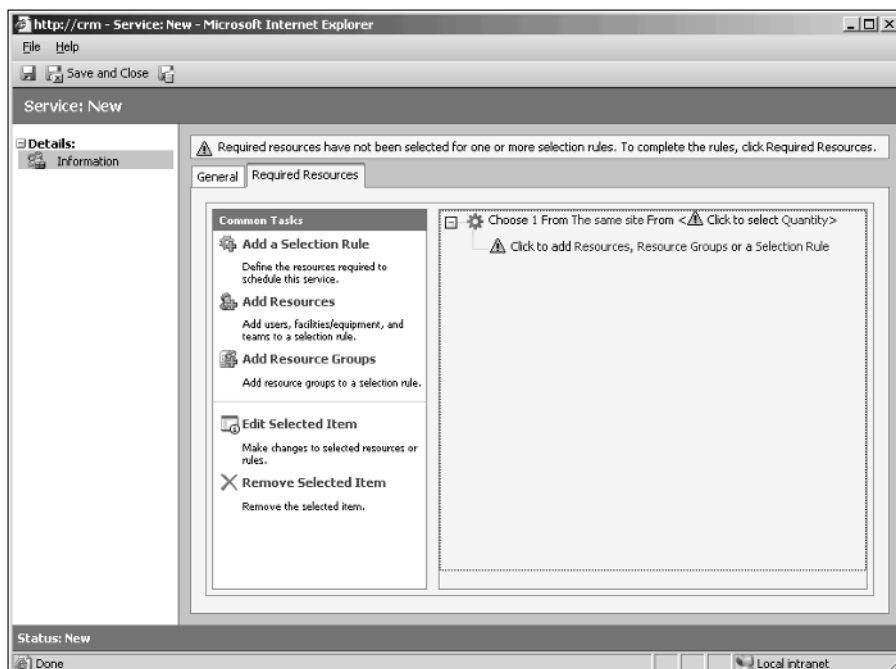 http://crm - Service: New - Microsoft Internet Explorer
File Help
Save and Close
Service: New
Details:
Information
Required resources have not been selected for one or more selection rules. To complete the rules, click Required Resources.
General Required Resources
Common Tasks
Add a Selection Rule
Define the resources required to
schedule this service.
Add Resources
Add users, facilities/equipment, and
teams to a selection rule.
Add Resource Groups
Add resource groups to a selection rule.
Edit Selected Item
Make changes to selected resources or
rules.
Remove Selected Item
Remove the selected item.
Choose 1 From The same site From < Click to select Quantity>
Click to add Resources, Resource Groups or a Selection Rule
Status: New
Done
Local intranet